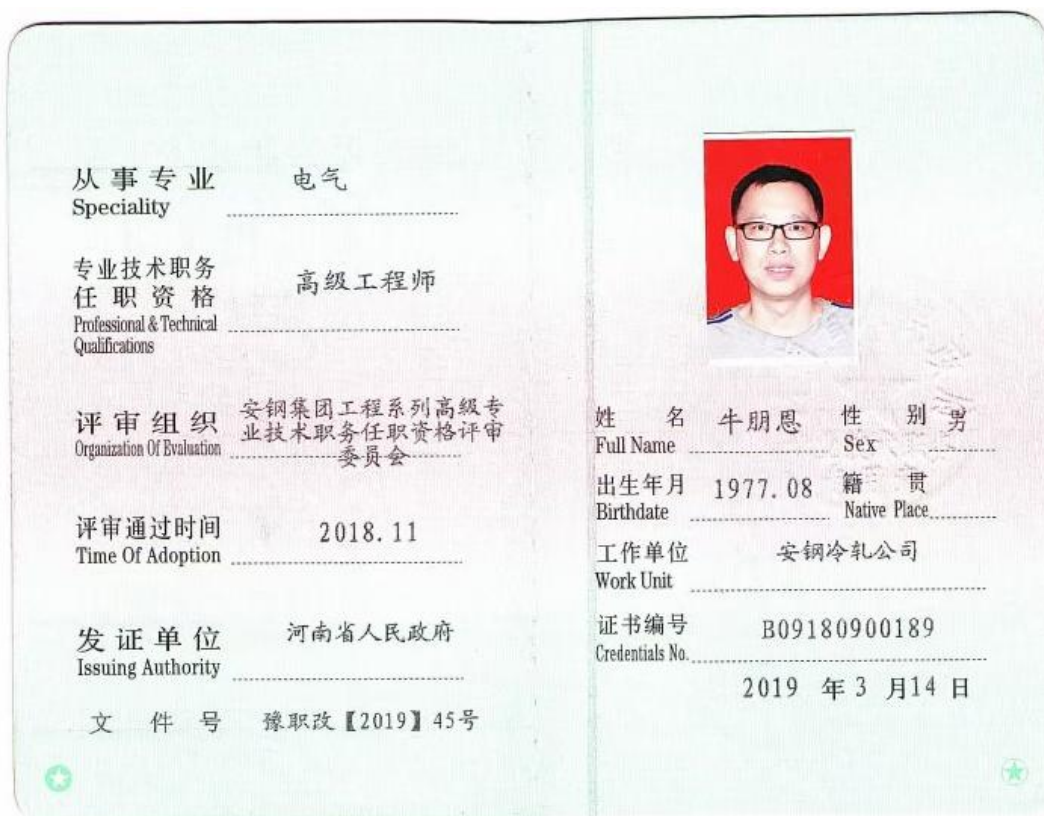 从事专业 电气
Speciality
专业技术职务
任职资格 高级工程师
Professional & Technical
Qualifications
评审组织 安钢集团工程系列高级专
业技术职务任职资格评审
委员会
Organization Of Evaluation
评审通过时间 2018.11
Time Of Adoption
发证单位 河南省人民政府
Issuing Authority
文件号 豫职改【2019】45号
姓名 牛朋恩 性别 男
Full Name Sex
出生年月 1977.08 籍贯
Birthdate Native Place
工作单位 安钢冷轧公司
Work Unit
证书编号 B09180900189
Credentials No.
2019 年 3 月 14 日